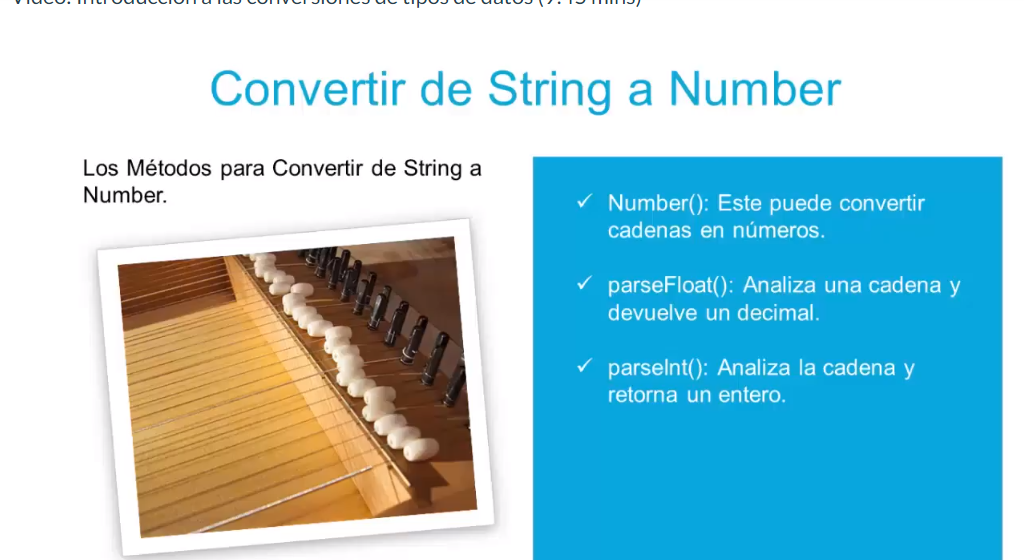 Video: Introducción a las conversiones de tipos de datos (9:45 mins)
Convertir de String a Number
Los Métodos para Convertir de String a
Number.
✓ Number(): Este puede convertir
cadenas en números.
✓ parseFloat(): Analiza una cadena y
devuelve un decimal.
✓ parseInt(): Analiza la cadena y
retorna un entero.